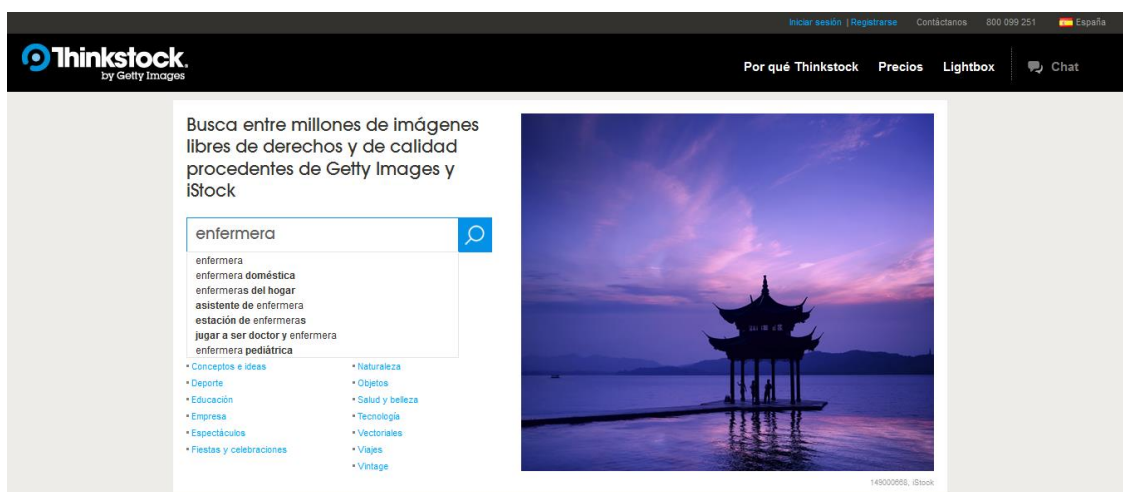 Iniciar sesión | Registrarse Contáctanos 800 099 251 España
Thinkstock.
by Getty Images
Por qué Thinkstock Precios Lightbox Chat
Busca entre millones de imágenes
libres de derechos y de calidad
procedentes de Getty Images y
iStock
enfermera
enfermera
enfermera doméstica
enfermeras del hogar
asistente de enfermera
estación de enfermeras
jugar a ser doctor y enfermera
enfermera pediátrica
Conceptos e ideas
Deporte
Educación
Empresa
Espectáculos
Fiestas y celebraciones
Naturaleza
Objetos
Salud y belleza
Tecnología
Vectoriales
Viajes
Vintage
149000668, iStock